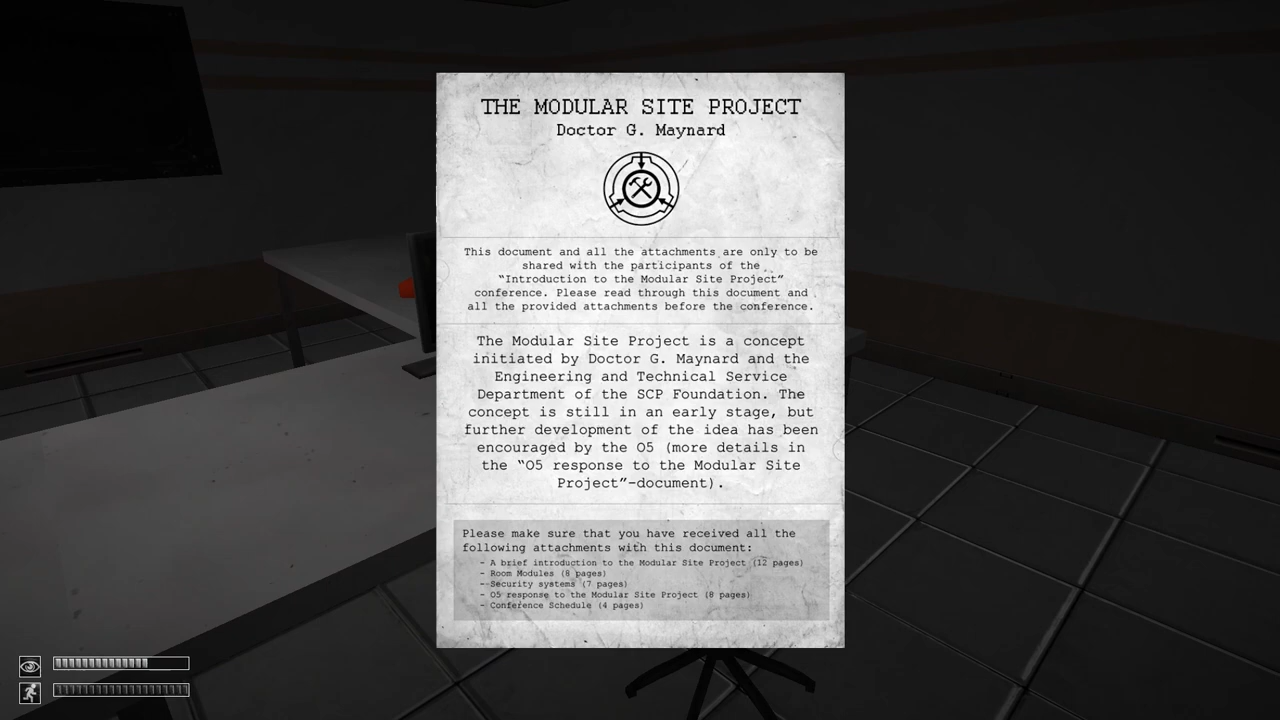 THE MODULAR SITE PROJECT
Doctor G. Maynard
This document and all the attachments are only to be
shared with the participants of the
“Introduction to the Modular Site Project”
conference. Please read through this document and
all the provided attachments before the conference.
The Modular Site Project is a concept
initiated by Doctor G. Maynard and the
Engineering and Technical Service
Department of the SCP Foundation. The
concept is still in an early stage, but
further development of the idea has been
encouraged by the O5 (more details in
the “O5 response to the Modular Site
Project”-document).
Please make sure that you have received all the
following attachments with this document:
- A brief introduction to the Modular Site Project (12 pages)
- Room Modules (8 pages)
- Security systems (7 pages)
- O5 response to the Modular Site Project (8 pages)
- Conference Schedule (4 pages)